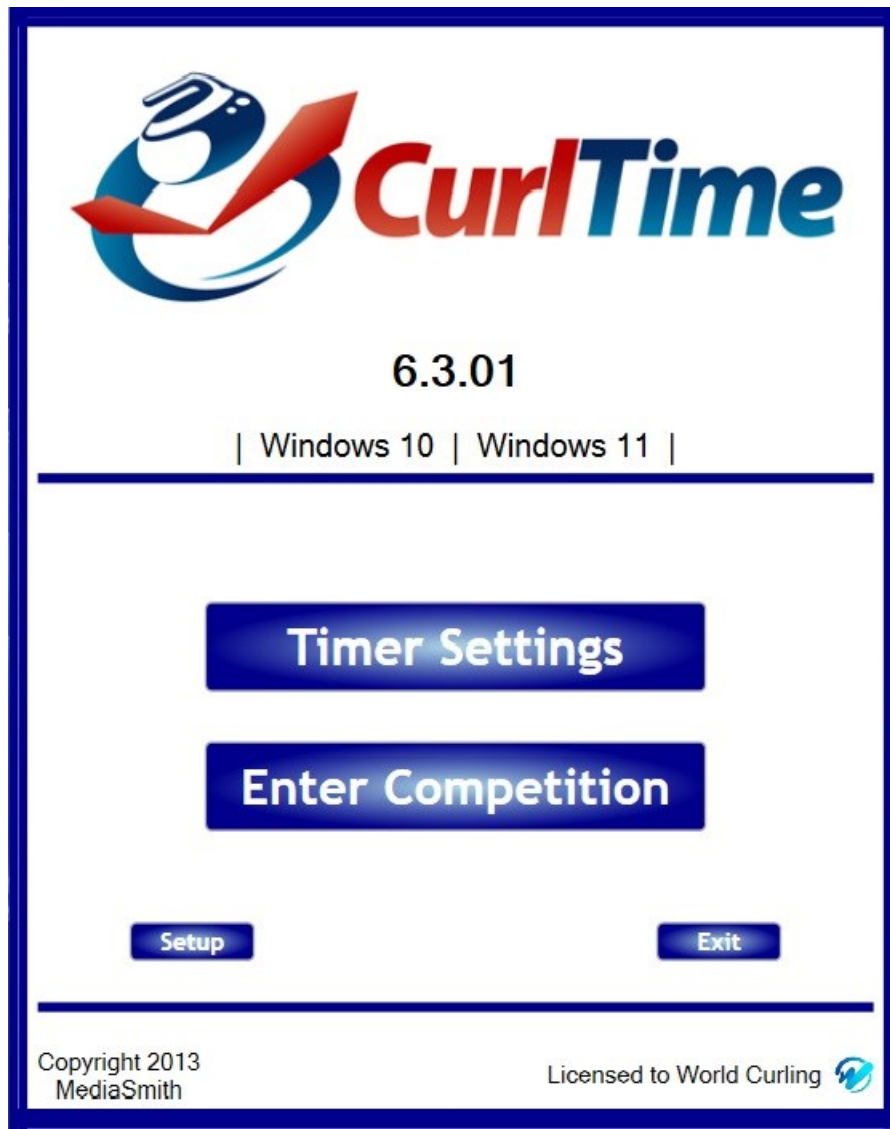 CurlTime
6.3.01
| Windows 10 | Windows 11 |
Timer Settings
Enter Competition
Setup
Exit
Copyright 2013
MediaSmith
Licensed to World Curling